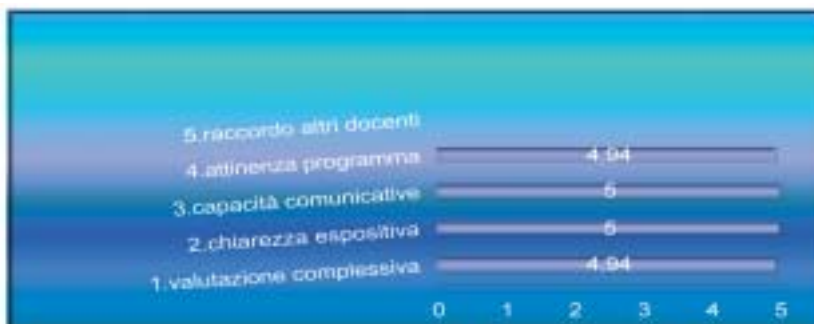 5.raccordo altri docenti
4.attinenza programma 4,94
3.capacità comunicative 5
2.chiarezza espositiva 5
1.valutazione complessiva 4,94
0 1 2 3 4 5